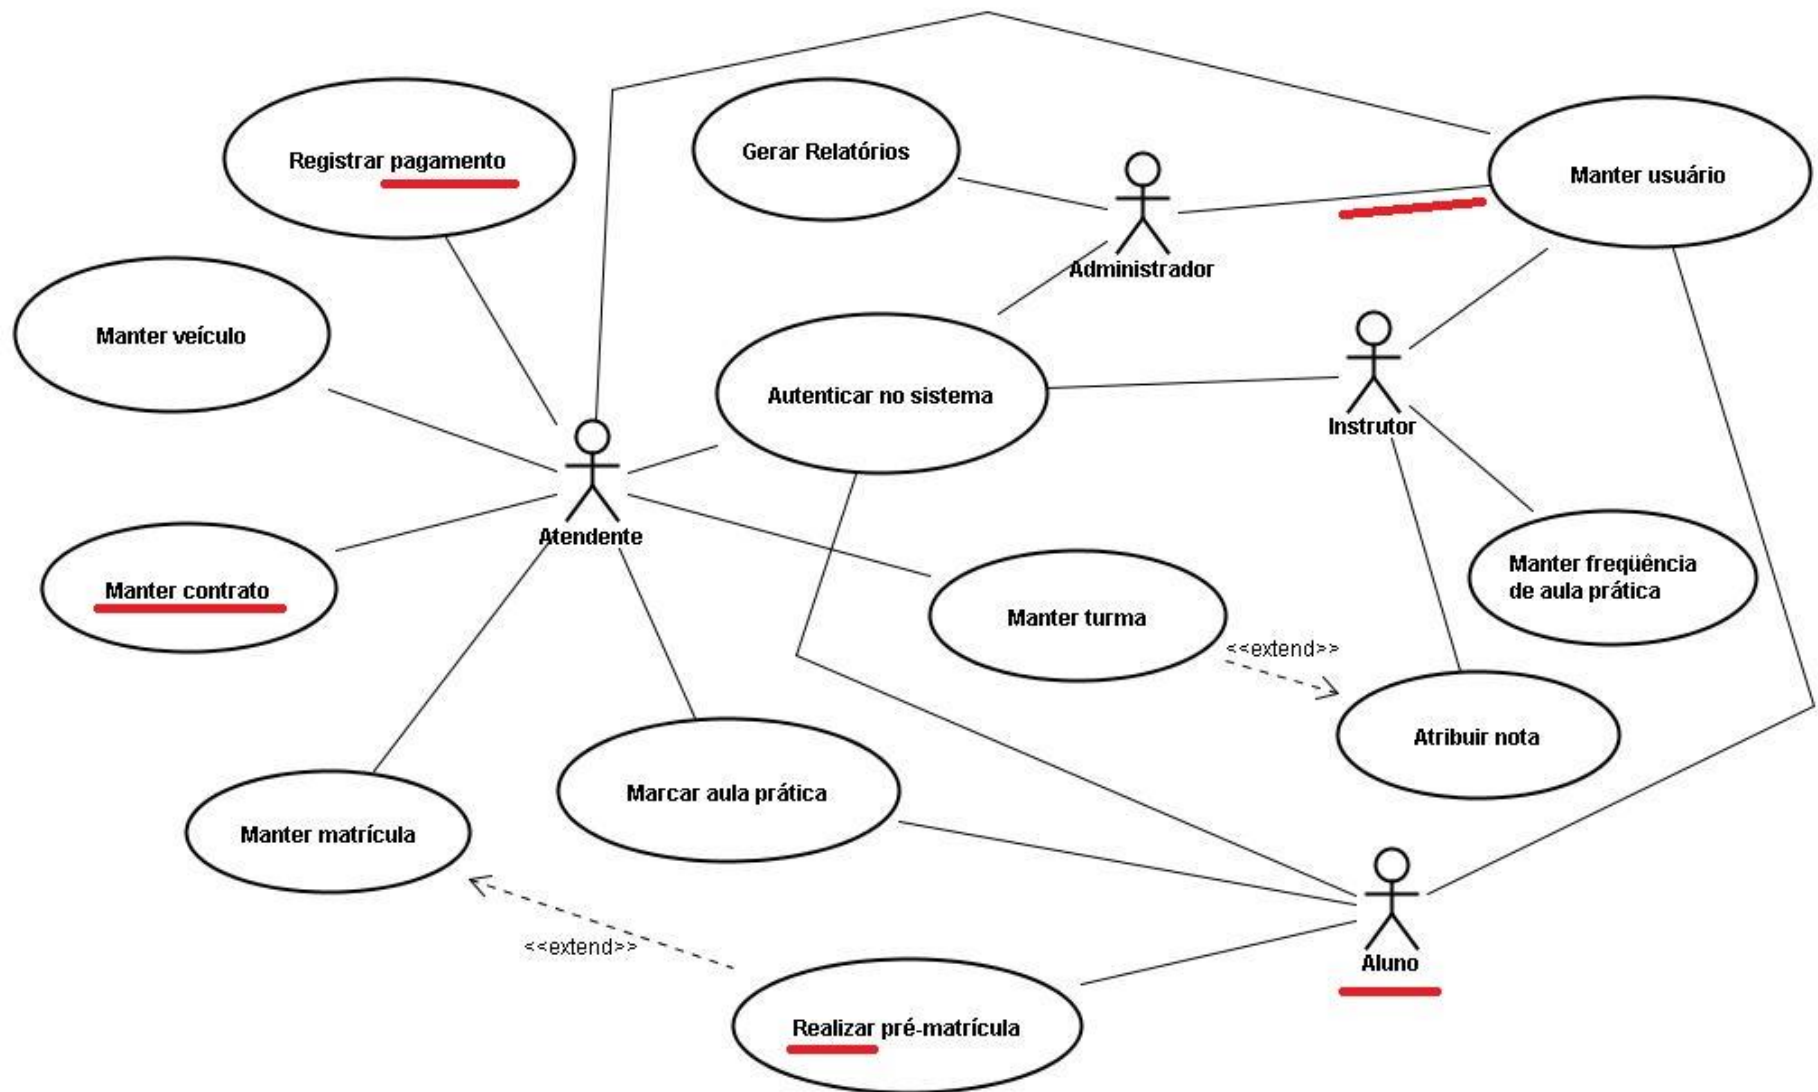 Registrar pagamento
Gerar Relatórios
Manter usuário
Administrador
Manter veículo
Autenticar no sistema
Instrutor
Atendente
Manter contrato
Manter freqüência
de aula prática
Manter turma
<<extend>>
Atribuir nota
Marcar aula prática
Manter matrícula
<<extend>>
Aluno
Realizar pré-matrícula